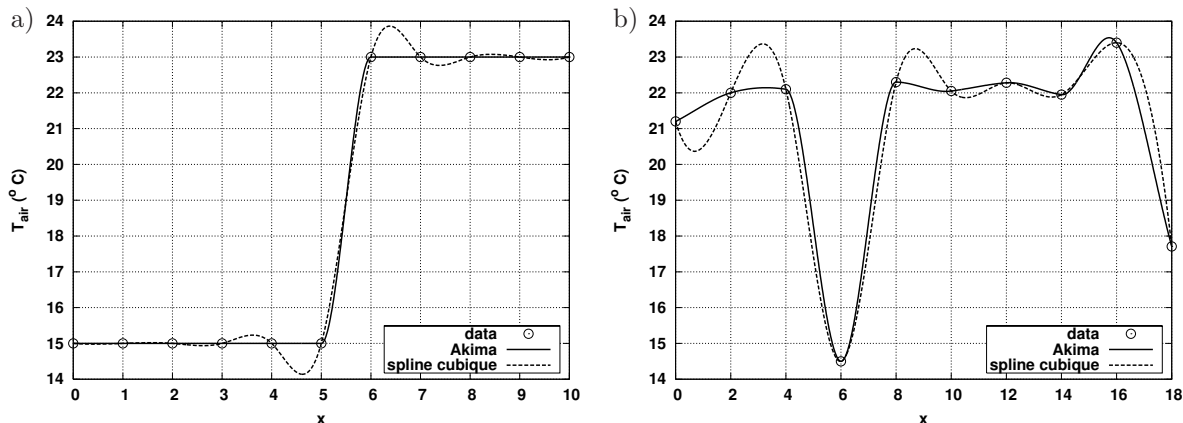 a)
24
23
22
21
20
19
18
17
16
15
14
T_air (° C)
0 1 2 3 4 5 6 7 8 9 10
x
data
Akima
spline cubique
b)
24
23
22
21
20
19
18
17
16
15
14
T_air (° C)
0 2 4 6 8 10 12 14 16 18
x
data
Akima
spline cubique